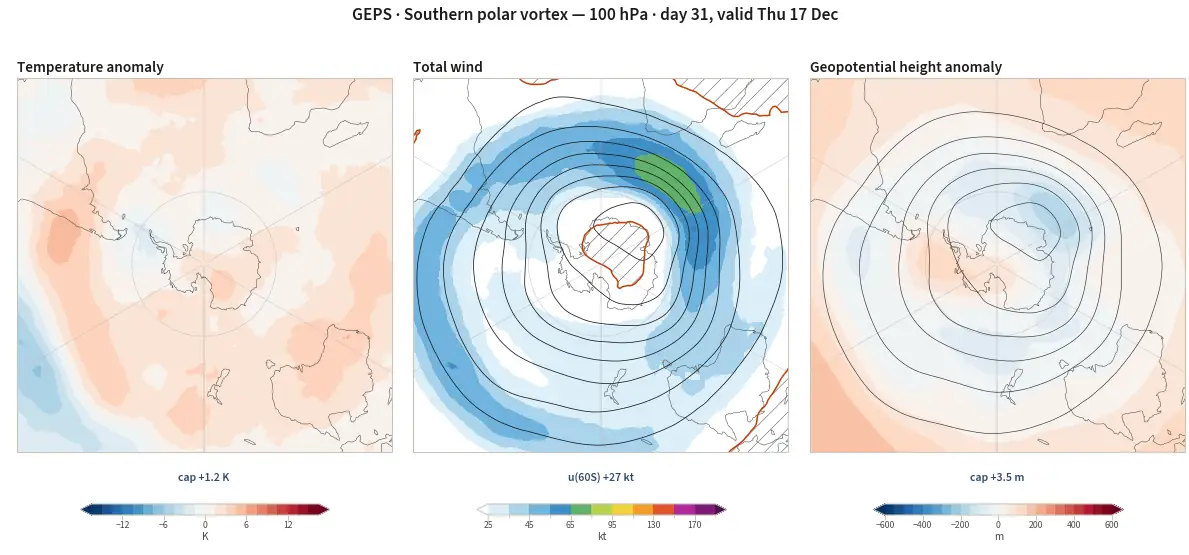 GEPS · Southern polar vortex — 100 hPa · day 31, valid Thu 17 Dec
Temperature anomaly
Total wind
Geopotential height anomaly
cap +1.2 K
u(60S) +27 kt
cap +3.5 m
−12 −6 0 6 12
K
25 45 65 95 130 170
kt
−600 −400 −200 0 200 400 600
m